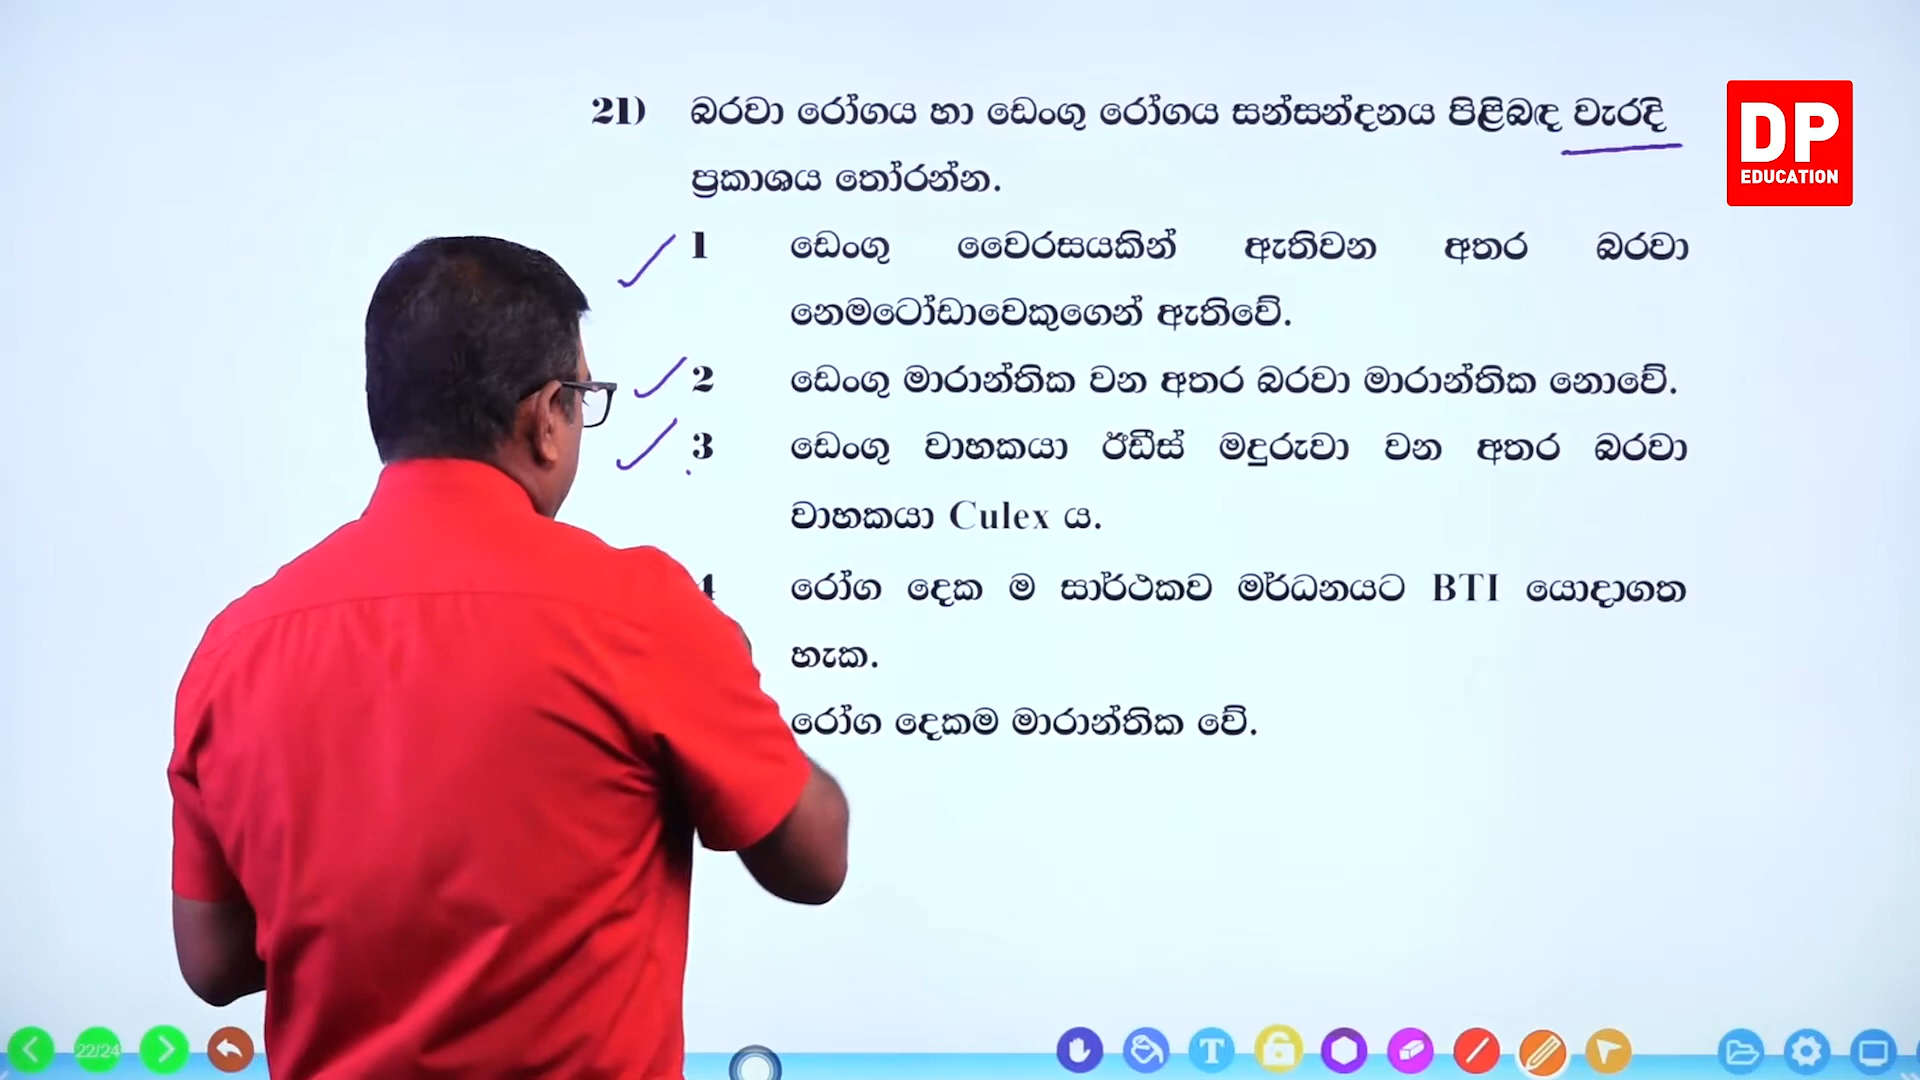 21) බරවා රෝගය හා ඩෙංගු රෝගය සන්සන්දනය පිළිබඳ වැරදි
ප්‍රකාශය තෝරන්න.
1 ඩෙංගු වෛරසයකින් ඇතිවන අතර බරවා
නෙමටෝඩාවෙකුගෙන් ඇතිවේ.
2 ඩෙංගු මාරාන්තික වන අතර බරවා මාරාන්තික නොවේ.
3 ඩෙංගු වාහකයා ඊඩීස් මදුරුවා වන අතර බරවා
වාහකයා Culex ය.
4 රෝග දෙක ම සාර්ථකව මර්ධනයට BTI යොදාගත
හැක.
රෝග දෙකම මාරාන්තික වේ.
DP
EDUCATION
22/24
T